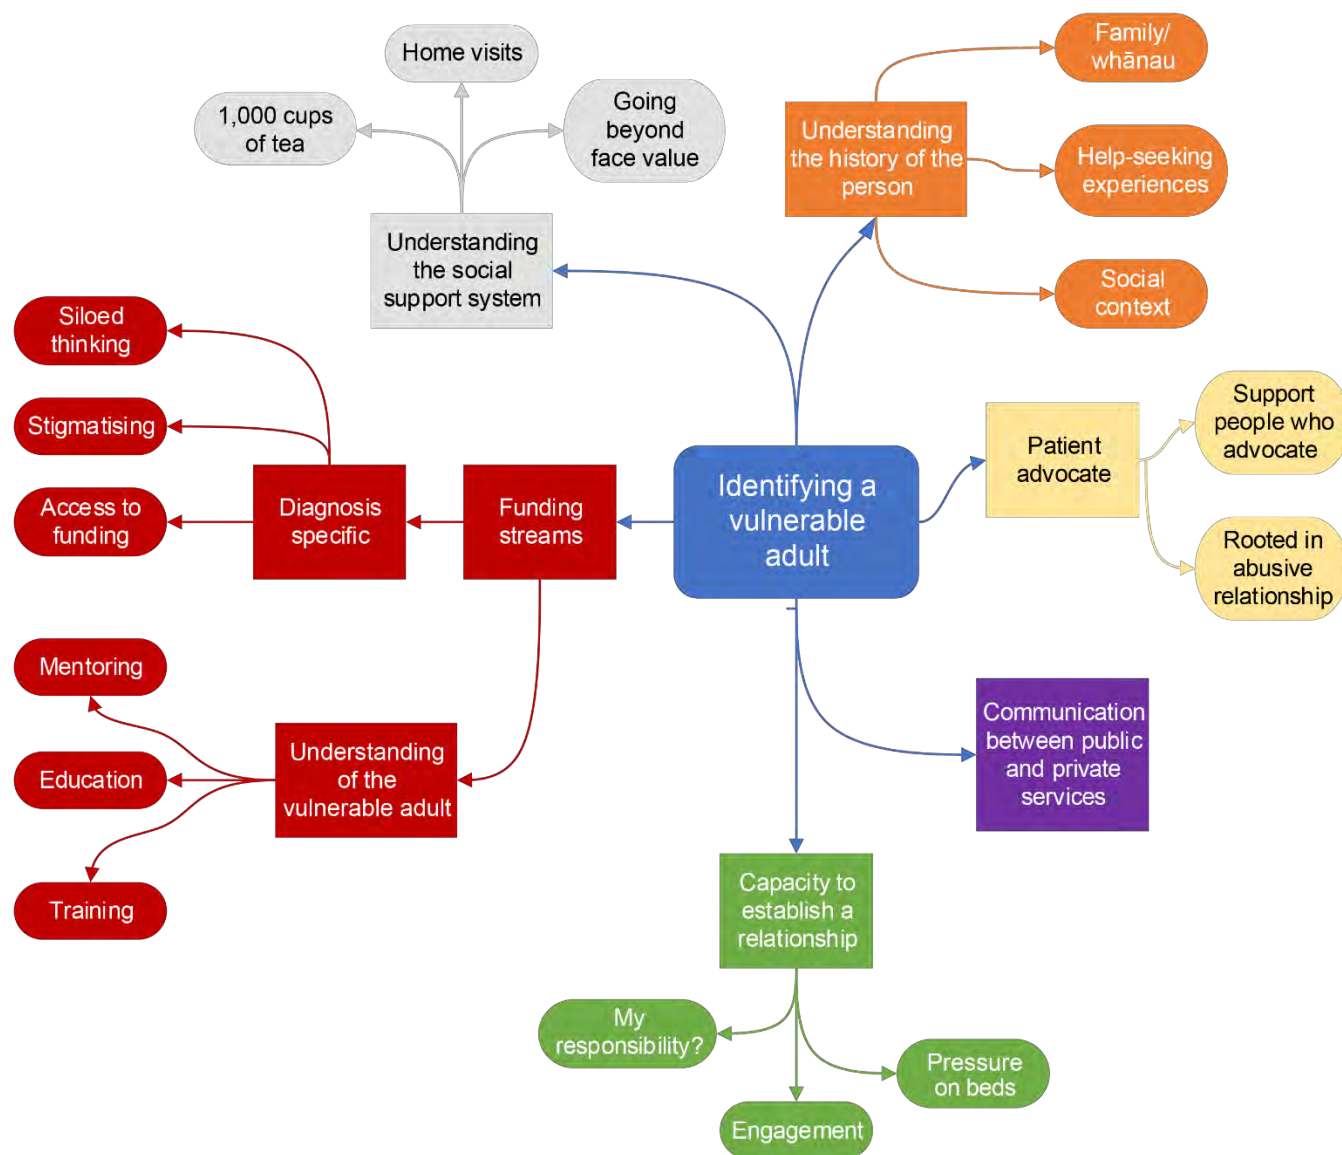 Home visits
1,000 cups
of tea
Going
beyond
face value
Understanding
the social
support system
Family/
whānau
Understanding
the history of the
person
Help-seeking
experiences
Social
context
Siloed
thinking
Stigmatising
Access to
funding
Diagnosis
specific
Funding
streams
Identifying a
vulnerable
adult
Patient
advocate
Support
people who
advocate
Rooted in
abusive
relationship
Mentoring
Education
Training
Understanding
of the
vulnerable adult
Communication
between public
and private
services
Capacity to
establish a
relationship
My
responsibility?
Engagement
Pressure
on beds